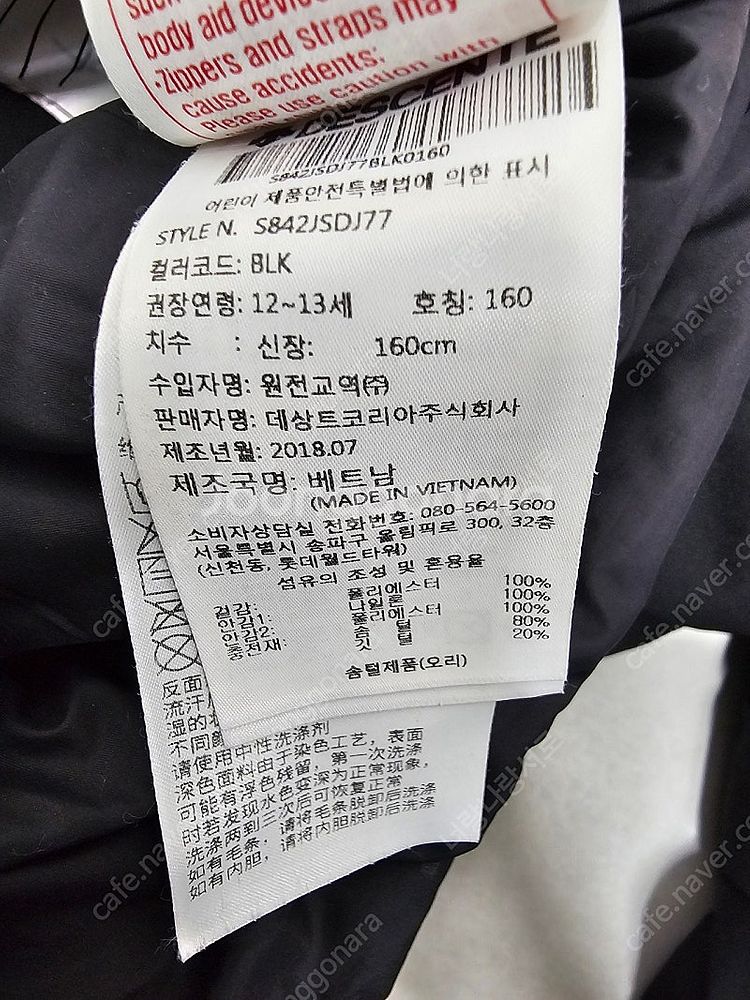 body aid devic
·Zippers and straps may
cause accidents;
Please use caution with
DESCENTE
S842JSDJ77BLK0160
어린이 제품안전특별법에 의한 표시
STYLE N. S842JSDJ77
컬러코드: BLK
권장연령: 12~13세 호칭: 160
치수 : 신장: 160cm
수입자명: 원전교역㈜
판매자명: 데상트코리아주식회사
제조년월: 2018.07
제조국명: 베트남
(MADE IN VIETNAM)
소비자상담실 전화번호: 080-564-5600
서울특별시 송파구 올림픽로 300, 32층
(신천동, 롯데월드타워)
섬유의 조성 및 혼용율
겉감: 폴리에스터 100%
안감1: 나일론 100%
안감2: 폴리에스터 100%
충전재: 솜 털 80%
깃 털 20%
솜털제품(오리)
反面
流汗
湿的
不同
请使用中性洗涤剂
深色面料由于染色工艺，表面
可能有浮色残留，第一次洗涤
时若发现水色变深为正常现象，
洗涤两到三次后可恢复正常
如有毛条，请将毛条脱卸后洗涤
如有内胆，请将内胆脱卸后洗涤
cafe.naver.com
cafe.naver.com
cafe.naver.com